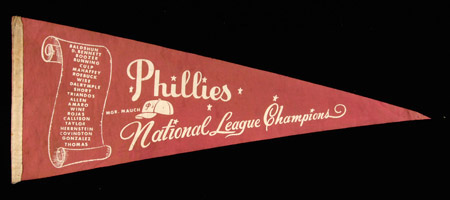 BALDSHUN
D. BENNETT
BOOZER
BUNNING
CULP
MAHAFFEY
ROEBUCK
WISE
DALRYMPLE
SHORT
TRIANDOS
ALLEN
AMARO
WINE
ROJAS
CALLISON
TAYLOR
HERRNSTEIN
COVINGTON
GONZALEZ
THOMAS
Phillies
MGR. MAUCH
P
National League Champions